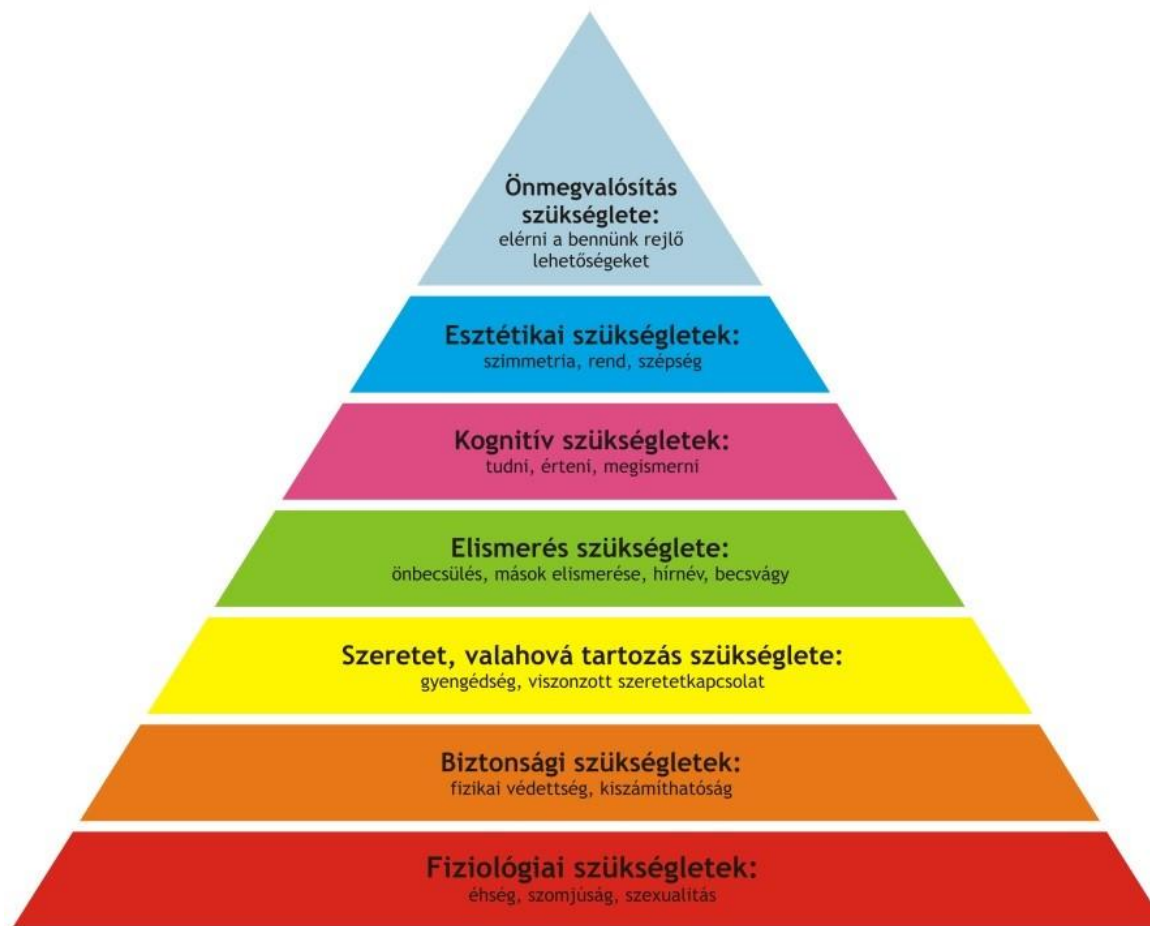 Önmegvalósítás
szükséglete:
elérni a bennünk rejlő
lehetőségeket
Esztétikai szükségletek:
szimmetria, rend, szépség
Kognitív szükségletek:
tudni, érteni, megismerni
Elismerés szükséglete:
önbecsülés, mások elismerése, hírnév, becsvágy
Szeretet, valahová tartozás szükséglete:
gyengédség, viszonzott szeretetkapcsolat
Biztonsági szükségletek:
fizikai védettség, kiszámíthatóság
Fiziológiai szükségletek:
éhség, szomjúság, szexualitás